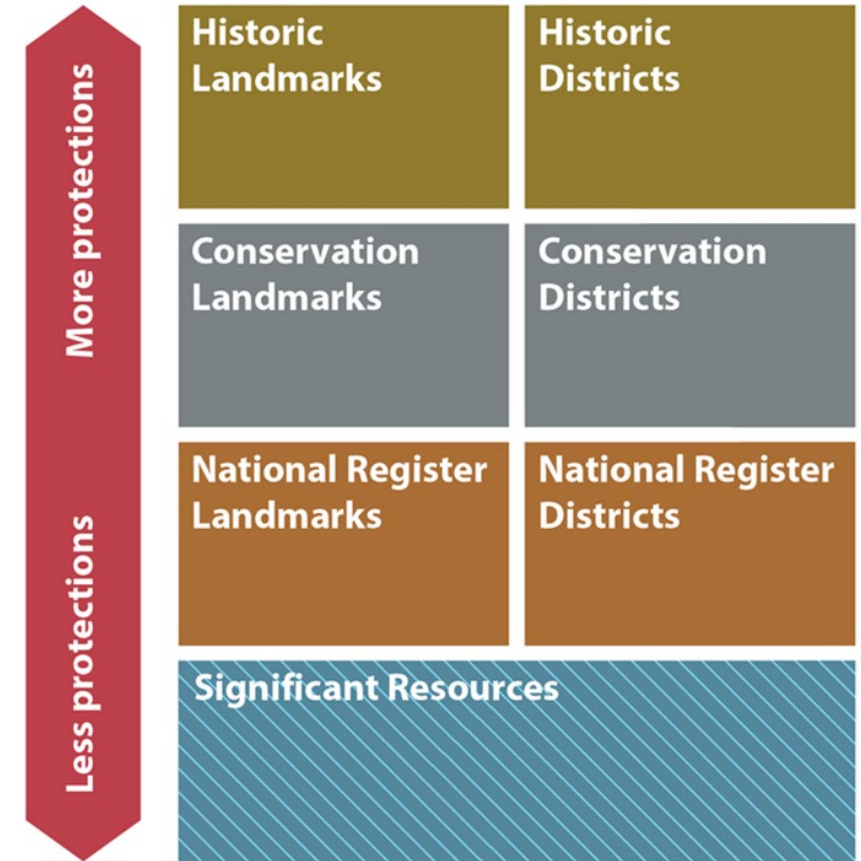 More protections
Less protections
Historic
Landmarks
Historic
Districts
Conservation
Landmarks
Conservation
Districts
National Register
Landmarks
National Register
Districts
Significant Resources